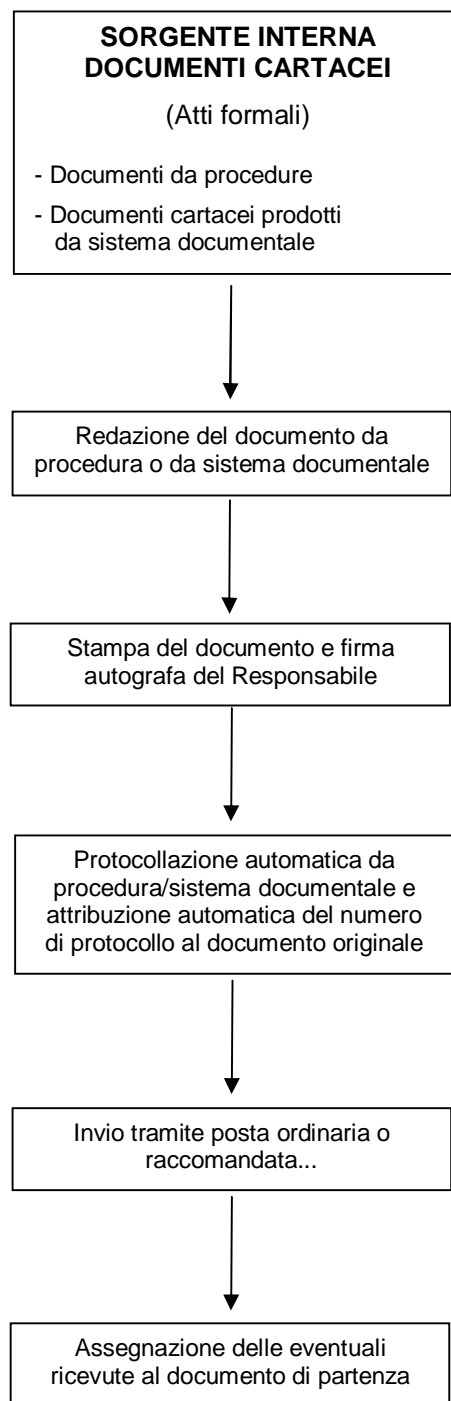 SORGENTE INTERNA
DOCUMENTI CARTACEI
(Atti formali)
- Documenti da procedure
- Documenti cartacei prodotti
da sistema documentale
Redazione del documento da
procedura o da sistema documentale
Stampa del documento e firma
autografa del Responsabile
Protocollazione automatica da
procedura/sistema documentale e
attribuzione automatica del numero
di protocollo al documento originale
Invio tramite posta ordinaria o
raccomandata...
Assegnazione delle eventuali
ricevute al documento di partenza